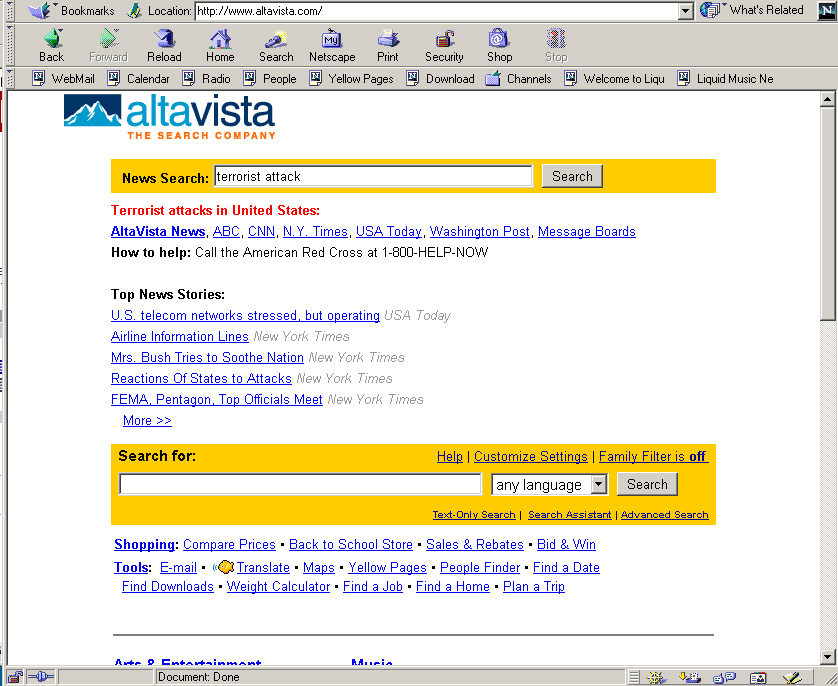 Bookmarks Location: http://www.altavista.com/ What's Related N
Back Forward Reload Home Search Netscape Print Security Shop Stop
WebMail Calendar Radio People Yellow Pages Download Channels Welcome to Liqu Liquid Music Ne
altavista
THE SEARCH COMPANY
News Search: terrorist attack Search
Terrorist attacks in United States:
AltaVista News, ABC, CNN, N.Y. Times, USA Today, Washington Post, Message Boards
How to help: Call the American Red Cross at 1-800-HELP-NOW
Top News Stories:
U.S. telecom networks stressed, but operating USA Today
Airline Information Lines New York Times
Mrs. Bush Tries to Soothe Nation New York Times
Reactions Of States to Attacks New York Times
FEMA, Pentagon, Top Officials Meet New York Times
More >>
Search for: Help | Customize Settings | Family Filter is off
any language Search
Text-Only Search | Search Assistant | Advanced Search
Shopping: Compare Prices • Back to School Store • Sales & Rebates • Bid & Win
Tools: E-mail • Translate • Maps • Yellow Pages • People Finder • Find a Date
Find Downloads • Weight Calculator • Find a Job • Find a Home • Plan a Trip
Arts & Entertainment Music
Document: Done